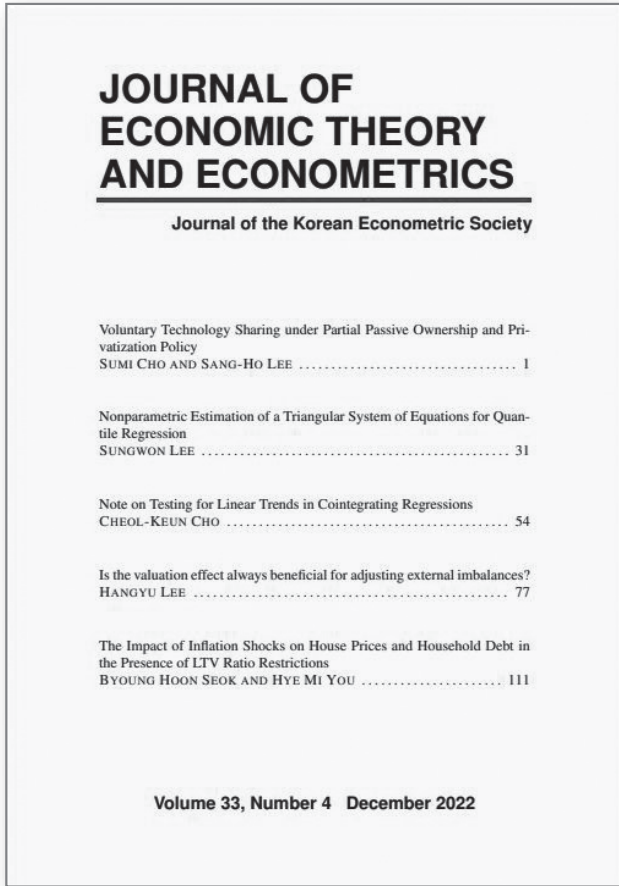 JOURNAL OF
ECONOMIC THEORY
AND ECONOMETRICS
Journal of the Korean Econometric Society
Voluntary Technology Sharing under Partial Passive Ownership and Pri-
vatization Policy
SUMI CHO AND SANG-HO LEE .................................. 1
Nonparametric Estimation of a Triangular System of Equations for Quan-
tile Regression
SUNGWON LEE ................................................ 31
Note on Testing for Linear Trends in Cointegrating Regressions
CHEOL-KEUN CHO ............................................ 54
Is the valuation effect always beneficial for adjusting external imbalances?
HANGYU LEE ................................................. 77
The Impact of Inflation Shocks on House Prices and Household Debt in
the Presence of LTV Ratio Restrictions
BYOUNG HOON SEOK AND HYE MI YOU ...................... 111
Volume 33, Number 4 December 2022